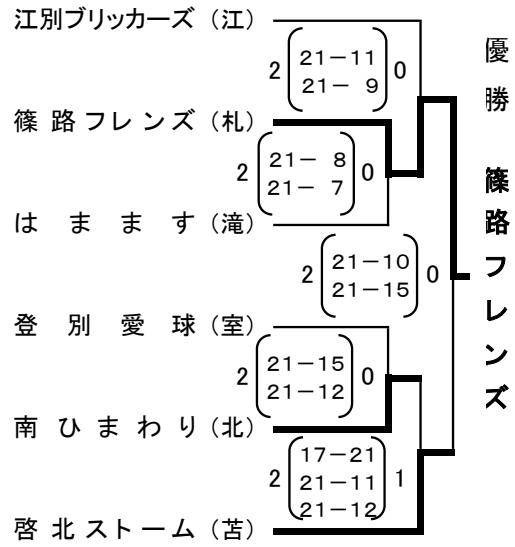 江別ブリッカーズ（江）
2 21－11 0
21－ 9
篠路フレンズ（札）
2 21－ 8 0
21－ 7
はまます（滝）
2 21－10 0
21－15
登別愛球（室）
2 21－15 0
21－12
南ひまわり（北）
2 17－21 1
21－11
21－12
啓北ストーム（苫）
優勝
篠路フレンズ